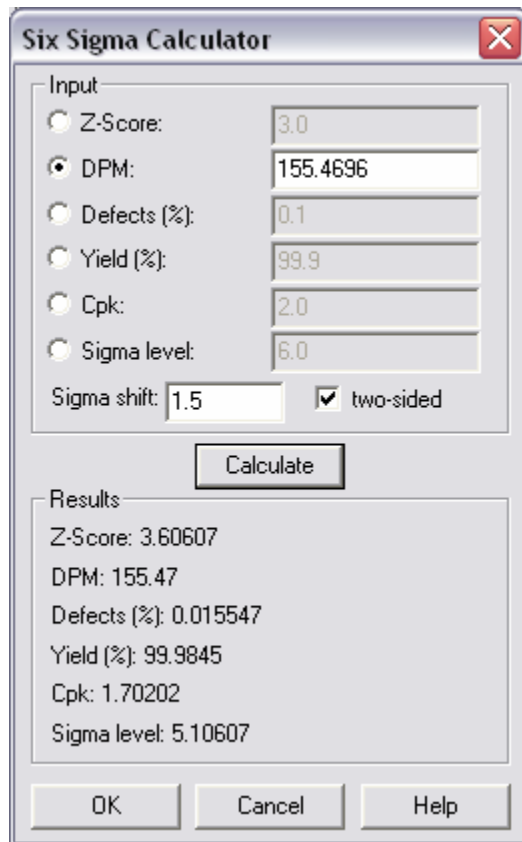 Six Sigma Calculator
Input
Z-Score: 3.0
DPM: 155.4696
Defects (%): 0.1
Yield (%): 99.9
Cpk: 2.0
Sigma level: 6.0
Sigma shift: 1.5 two-sided
Calculate
Results
Z-Score: 3.60607
DPM: 155.47
Defects (%): 0.015547
Yield (%): 99.9845
Cpk: 1.70202
Sigma level: 5.10607
OK Cancel Help